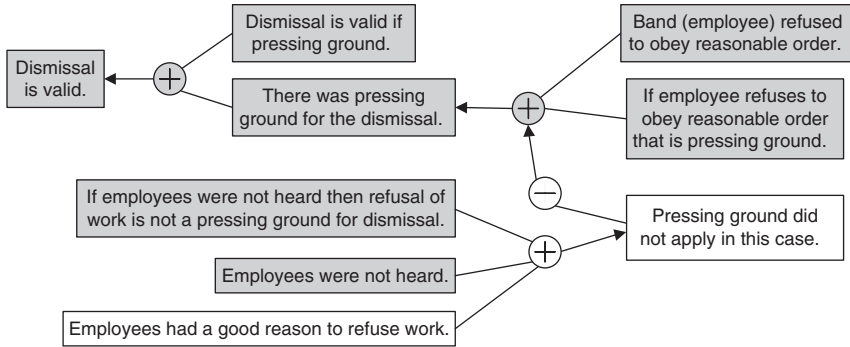 Dismissal is valid if
pressing ground.
Band (employee) refused
to obey reasonable order.
Dismissal
is valid.
+
There was pressing
ground for the dismissal.
+
If employee refuses to
obey reasonable order
that is pressing ground.
−
If employees were not heard then refusal of
work is not a pressing ground for dismissal.
Pressing ground did
not apply in this case.
+
Employees were not heard.
Employees had a good reason to refuse work.